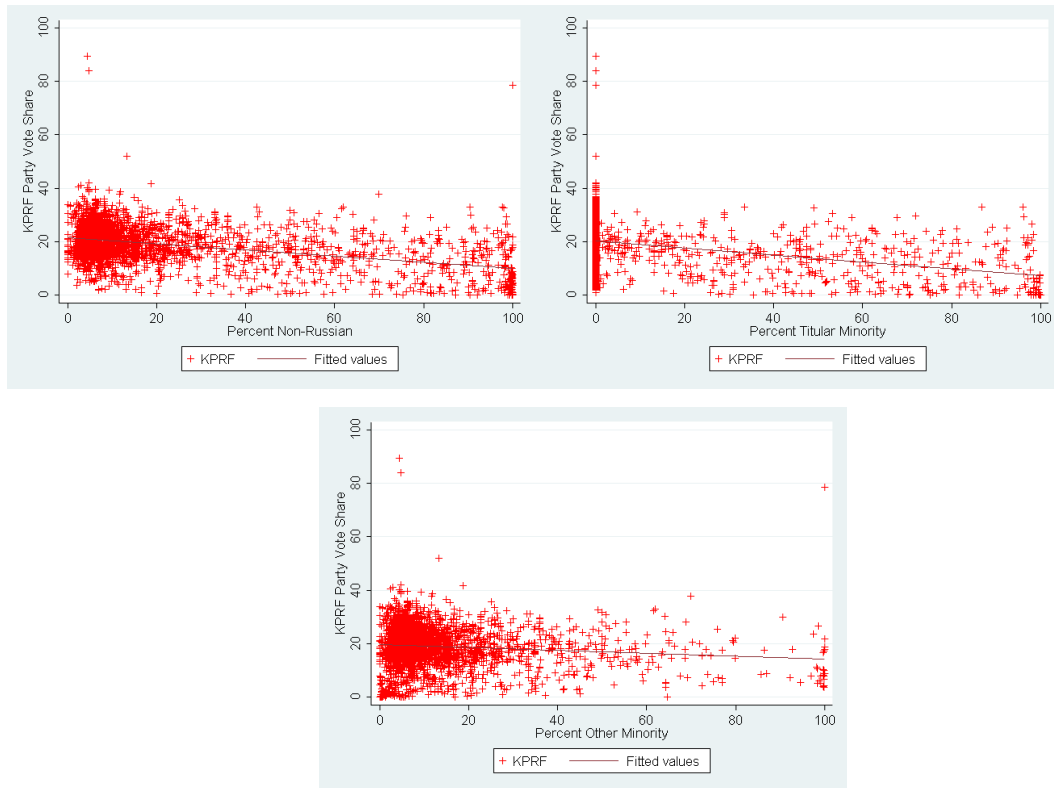 KPRF Party Vote Share
100
80
60
40
20
0
0 20 40 60 80 100
Percent Non-Russian
KPRF Fitted values
KPRF Party Vote Share
100
80
60
40
20
0
0 20 40 60 80 100
Percent Titular Minority
KPRF Fitted values
KPRF Party Vote Share
100
80
60
40
20
0
0 20 40 60 80 100
Percent Other Minority
KPRF Fitted values